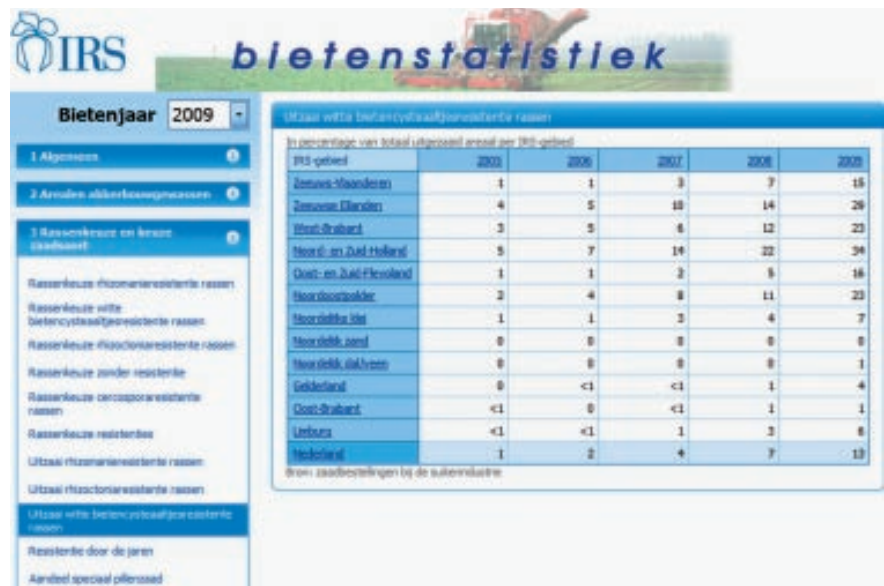 IRS
bietenstatistiek
Bietenjaar 2009
1 Algemeen
2 Arealen akkerbouwgewassen
3 Rassenkeuze en keuze
zaadsoort
Rassenkeuze rhizomanieresistente rassen
Rassenkeuze witte
bietencysteaaltjesresistente rassen
Rassenkeuze rhizoctoniaresistente rassen
Rassenkeuze zonder resistentie
Rassenkeuze cercosporaresistente
rassen
Rassenkeuze resistenties
Uitzaai rhizomanieresistente rassen
Uitzaai rhizoctoniaresistente rassen
Uitzaai witte bietencysteaaltjesresistente
rassen
Resistentie door de jaren
Aandeel speciaal pillenzaad
Uitzaai witte bietencysteaaltjesresistente rassen
In percentage van totaal uitgezaaid areaal per IRS-gebied
IRS-gebied 2005 2006 2007 2008 2009
Zeeuws-Vlaanderen 1 1 3 7 15
Zeeuwse Eilanden 4 5 10 14 29
West-Brabant 3 5 6 12 23
Noord- en Zuid-Holland 5 7 14 22 34
Oost- en Zuid-Flevoland 1 1 2 5 16
Noordoostpolder 2 4 8 11 23
Noordelijke klei 1 1 3 4 7
Noordelijk zand 0 0 0 0 0
Noordelijk dal/veen 0 0 0 0 1
Gelderland 0 <1 <1 1 4
Oost-Brabant <1 0 <1 1 1
Limburg <1 <1 1 3 6
Nederland 1 2 4 7 13
Bron: zaadbestellingen bij de suikerindustrie